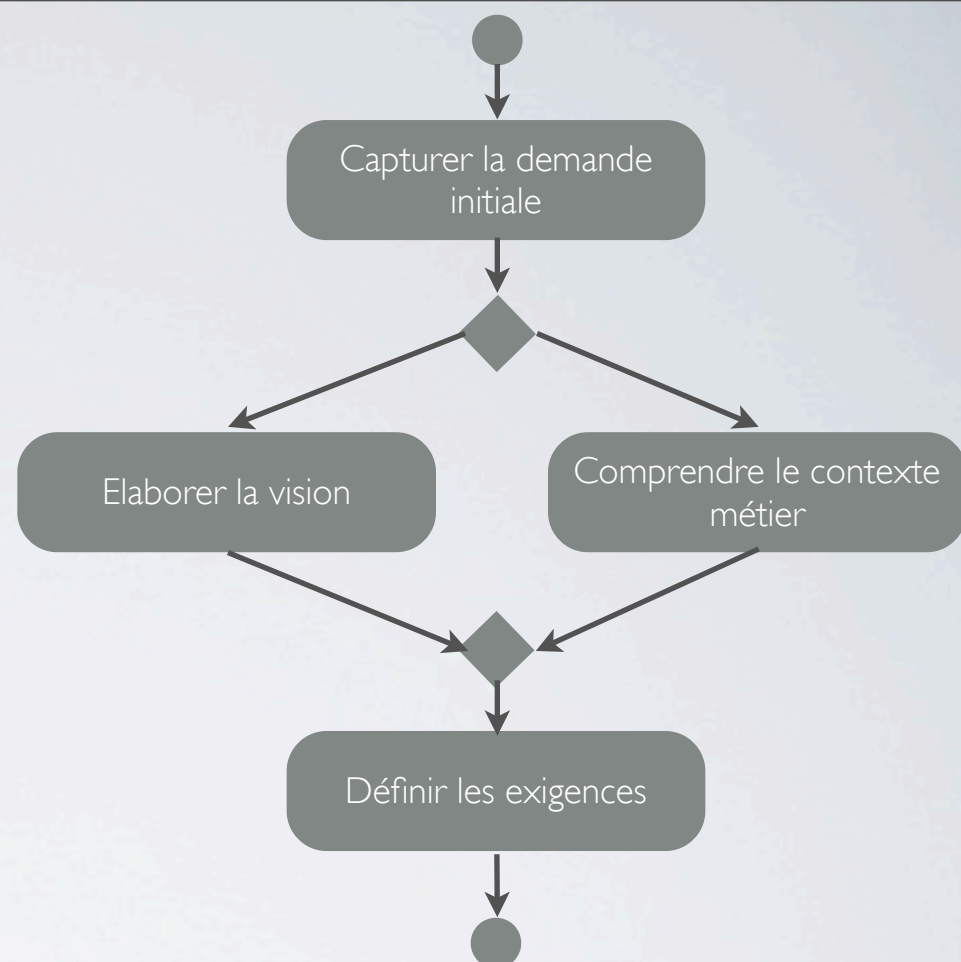 Capturer la demande
initiale
Elaborer la vision
Comprendre le contexte
métier
Définir les exigences